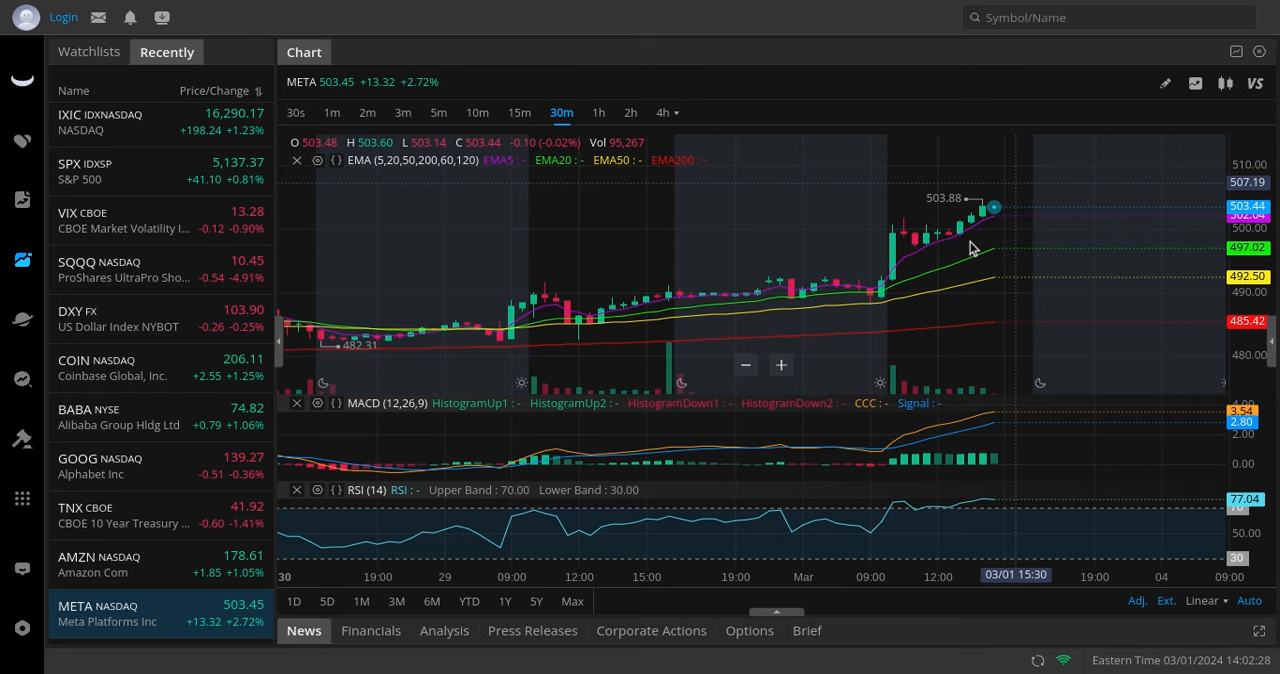 Login
Symbol/Name
Watchlists Recently
Chart
Name Price/Change
IXIC IDXNASDAQ 16,290.17
NASDAQ +198.24 +1.23%
SPX IDXSP 5,137.37
S&P 500 +41.10 +0.81%
VIX CBOE 13.28
CBOE Market Volatility I... -0.12 -0.90%
SQQQ NASDAQ 10.45
ProShares UltraPro Sho... -0.54 -4.91%
DXY FX 103.90
US Dollar Index NYBOT -0.26 -0.25%
COIN NASDAQ 206.11
Coinbase Global, Inc. +2.55 +1.25%
BABA NYSE 74.82
Alibaba Group Hldg Ltd +0.79 +1.06%
GOOG NASDAQ 139.27
Alphabet Inc -0.51 -0.36%
TNX CBOE 41.92
CBOE 10 Year Treasury ... -0.60 -1.41%
AMZN NASDAQ 178.61
Amazon Com +1.85 +1.05%
META NASDAQ 503.45
Meta Platforms Inc +13.32 +2.72%
META 503.45 +13.32 +2.72%
VS
30s 1m 2m 3m 5m 10m 15m 30m 1h 2h 4h
O 503.48 H 503.60 L 503.14 C 503.44 -0.10 (-0.02%) Vol 95,267
EMA (5,20,50,200,60,120) EMA5 : - EMA20 : - EMA50 : - EMA200 : -
510.00
507.19
503.88
503.44
502.04
500.00
497.02
492.50
490.00
485.42
482.31
480.00
MACD (12,26,9) HistogramUp1 : - HistogramUp2 : - HistogramDown1 : - HistogramDown2 : - CCC : - Signal : -
4.00
3.54
2.80
2.00
0.00
RSI (14) RSI : - Upper Band : 70.00 Lower Band : 30.00
77.04
70
50.00
30
30 19:00 29 09:00 12:00 15:00 19:00 Mar 09:00 12:00 03/01 15:30 19:00 04 09:00
1D 5D 1M 3M 6M YTD 1Y 5Y Max Adj. Ext. Linear Auto
News Financials Analysis Press Releases Corporate Actions Options Brief
Eastern Time 03/01/2024 14:02:28